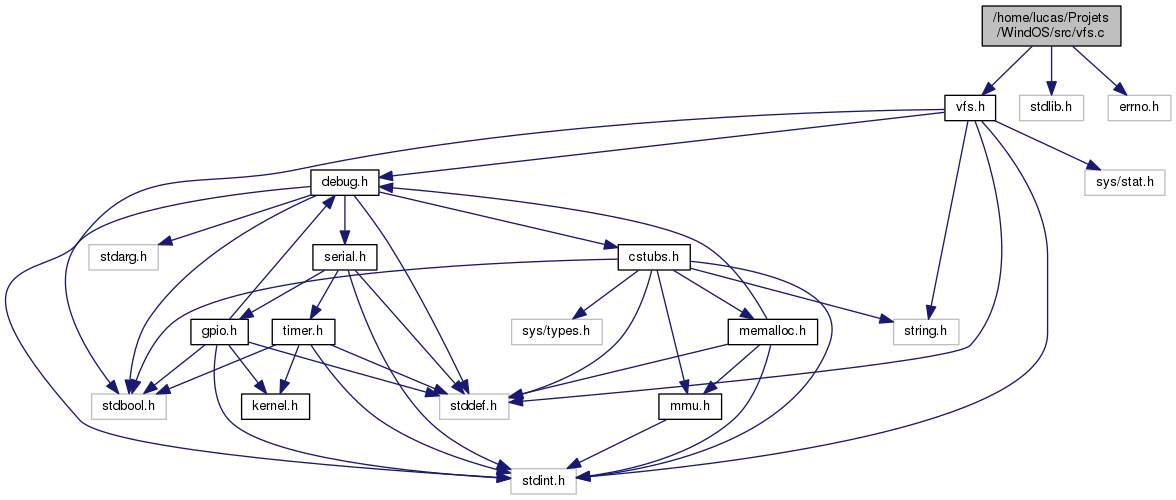 /home/lucas/Projets
/WindOS/src/vfs.c
vfs.h
stdlib.h
errno.h
debug.h
sys/stat.h
stdarg.h
serial.h
cstubs.h
gpio.h
timer.h
sys/types.h
memalloc.h
string.h
stdbool.h
kernel.h
stddef.h
mmu.h
stdint.h